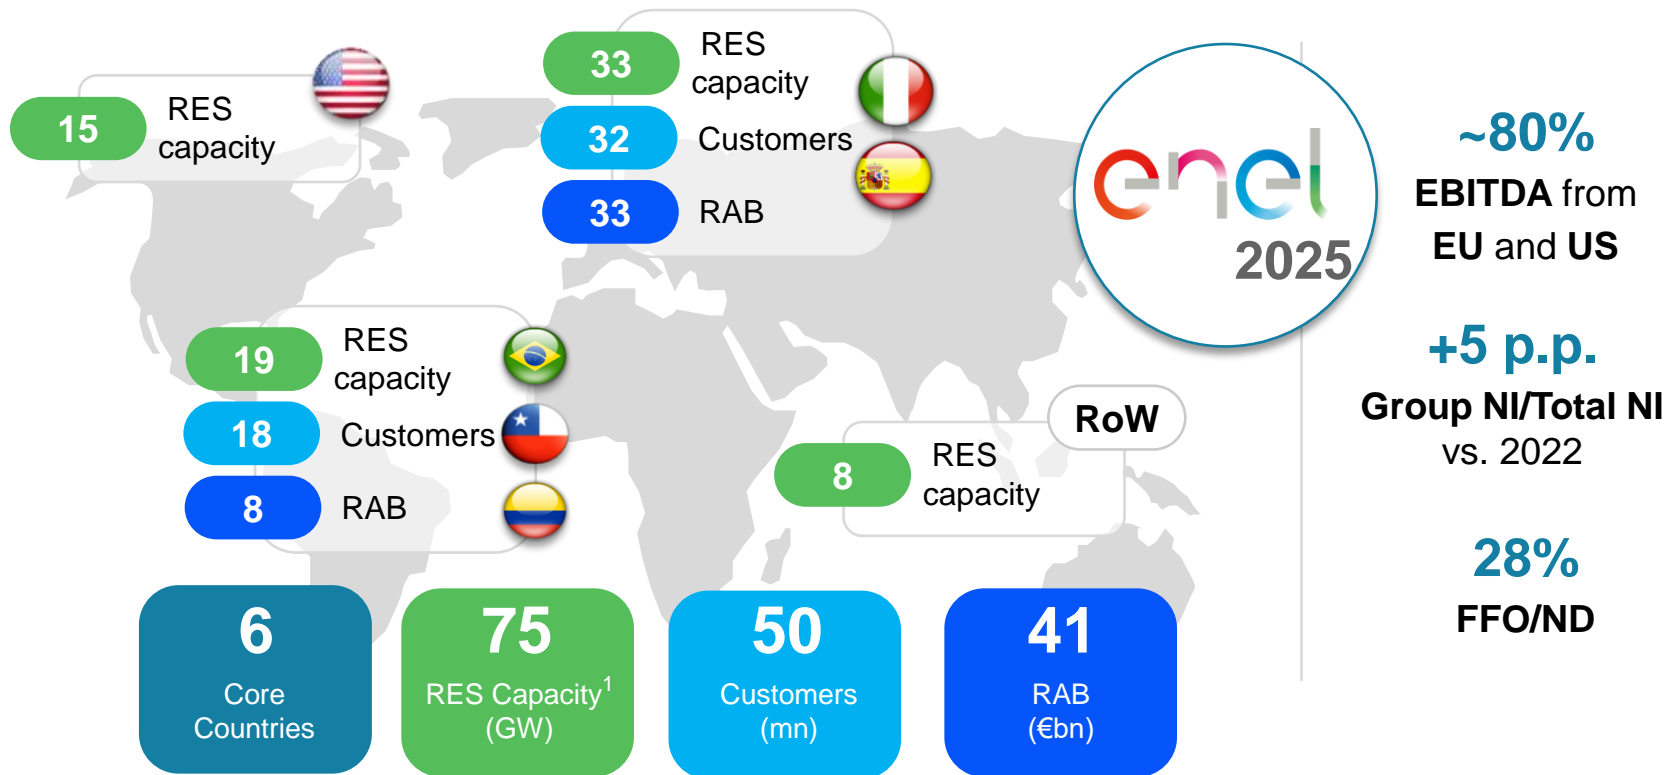 15
RES
capacity
33
RES
capacity
32
Customers
33
RAB
19
RES
capacity
18
Customers
8
RAB
RoW
8
RES
capacity
enel
2025
~80%
EBITDA from
EU and US
+5 p.p.
Group NI/Total NI
vs. 2022
28%
FFO/ND
6
Core
Countries
75
RES Capacity¹
(GW)
50
Customers
(mn)
41
RAB
(€bn)